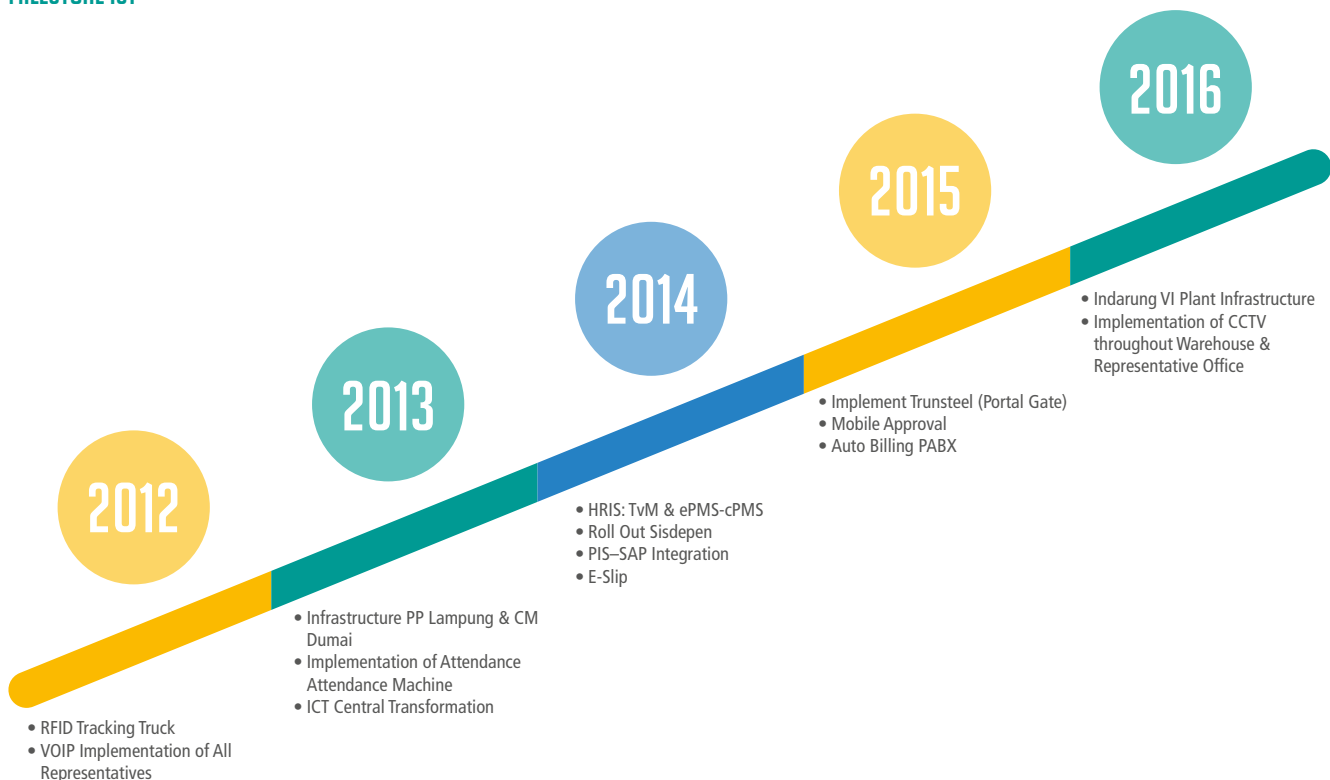 2012
• RFID Tracking Truck
• VOIP Implementation of All
Representatives
2013
• Infrastructure PP Lampung & CM
Dumai
• Implementation of Attendance
Attendance Machine
• ICT Central Transformation
2014
• HRIS: TvM & ePMS-cPMS
• Roll Out Sisdepen
• PIS–SAP Integration
• E-Slip
2015
• Implement Trunsteel (Portal Gate)
• Mobile Approval
• Auto Billing PABX
2016
• Indarung VI Plant Infrastructure
• Implementation of CCTV
throughout Warehouse &
Representative Office